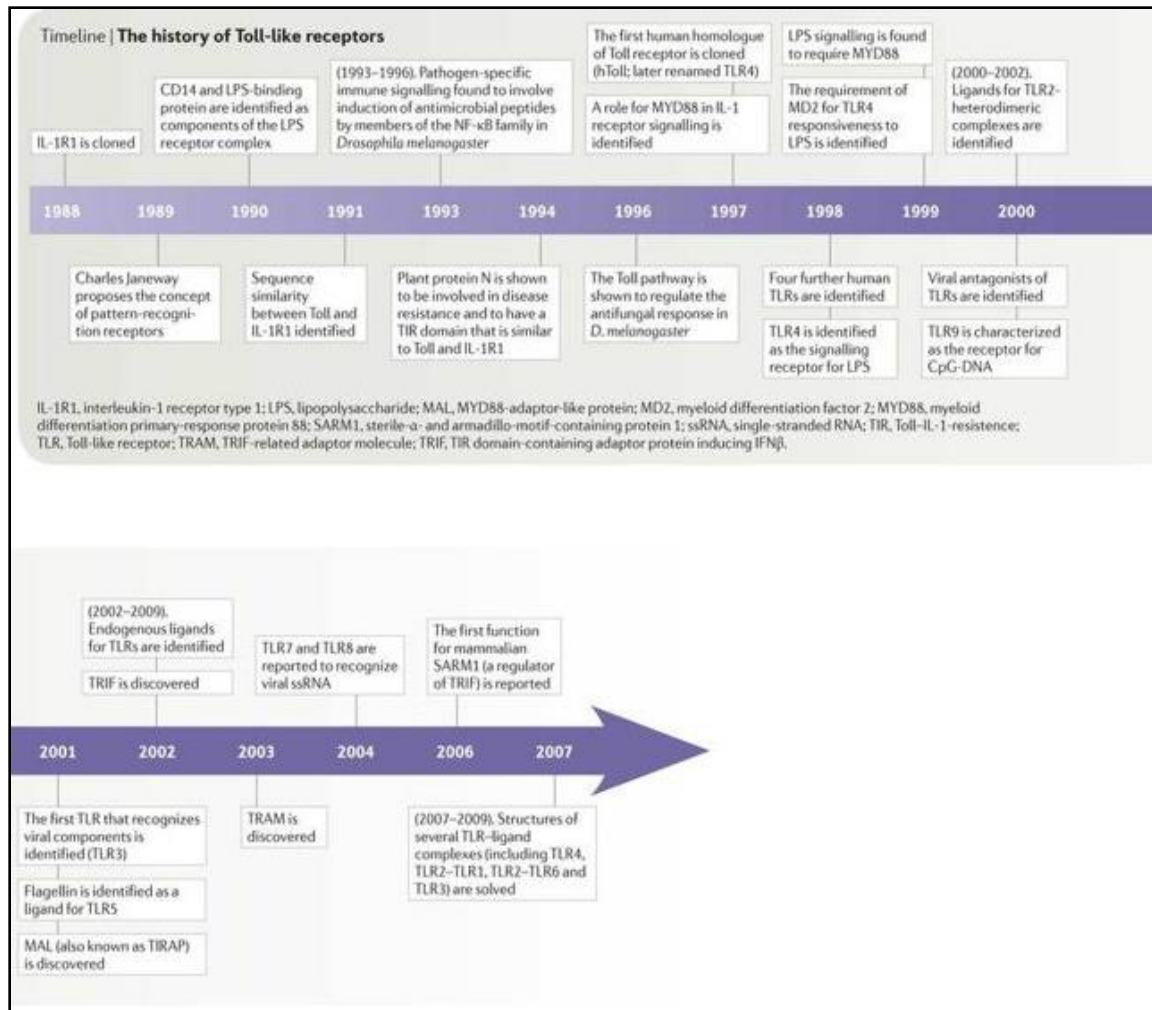 Timeline | The history of Toll-like receptors
IL-1R1 is cloned
CD14 and LPS-binding
protein are identified as
components of the LPS
receptor complex
(1993–1996). Pathogen-specific
immune signalling found to involve
induction of antimicrobial peptides
by members of the NF-κB family in
Drosophila melanogaster
The first human homologue
of Toll receptor is cloned
(hToll; later renamed TLR4)
A role for MYD88 in IL-1
receptor signalling is
identified
LPS signalling is found
to require MYD88
The requirement of
MD2 for TLR4
responsiveness to
LPS is identified
(2000–2002).
Ligands for TLR2-
heterodimeric
complexes are
identified
1988 1989 1990 1991 1993 1994 1996 1997 1998 1999 2000
Charles Janeway
proposes the concept
of pattern-recogni
tion receptors
Sequence
similarity
between Toll and
IL-1R1 identified
Plant protein N is shown
to be involved in disease
resistance and to have a
TIR domain that is similar
to Toll and IL-1R1
The Toll pathway is
shown to regulate the
antifungal response in
D. melanogaster
Four further human
TLRs are identified
TLR4 is identified
as the signalling
receptor for LPS
Viral antagonists of
TLRs are identified
TLR9 is characterized
as the receptor for
CpG-DNA
IL-1R1, interleukin-1 receptor type 1; LPS, lipopolysaccharide; MAL, MYD88-adaptor-like protein; MD2, myeloid differentiation factor 2; MYD88, myeloid
differentiation primary-response protein 88; SARM1, sterile-α- and armadillo-motif-containing protein 1; ssRNA, single-stranded RNA; TIR, Toll–IL-1-resistence;
TLR, Toll-like receptor; TRAM, TRIF-related adaptor molecule; TRIF, TIR domain-containing adaptor protein inducing IFNβ.
(2002–2009).
Endogenous ligands
for TLRs are identified
TRIF is discovered
TLR7 and TLR8 are
reported to recognize
viral ssRNA
The first function
for mammalian
SARM1 (a regulator
of TRIF) is reported
2001 2002 2003 2004 2006 2007
The first TLR that recognizes
viral components is
identified (TLR3)
Flagellin is identified as a
ligand for TLR5
MAL (also known as TIRAP)
is discovered
TRAM is
discovered
(2007–2009). Structures of
several TLR–ligand
complexes (including TLR4,
TLR2–TLR1, TLR2–TLR6 and
TLR3) are solved